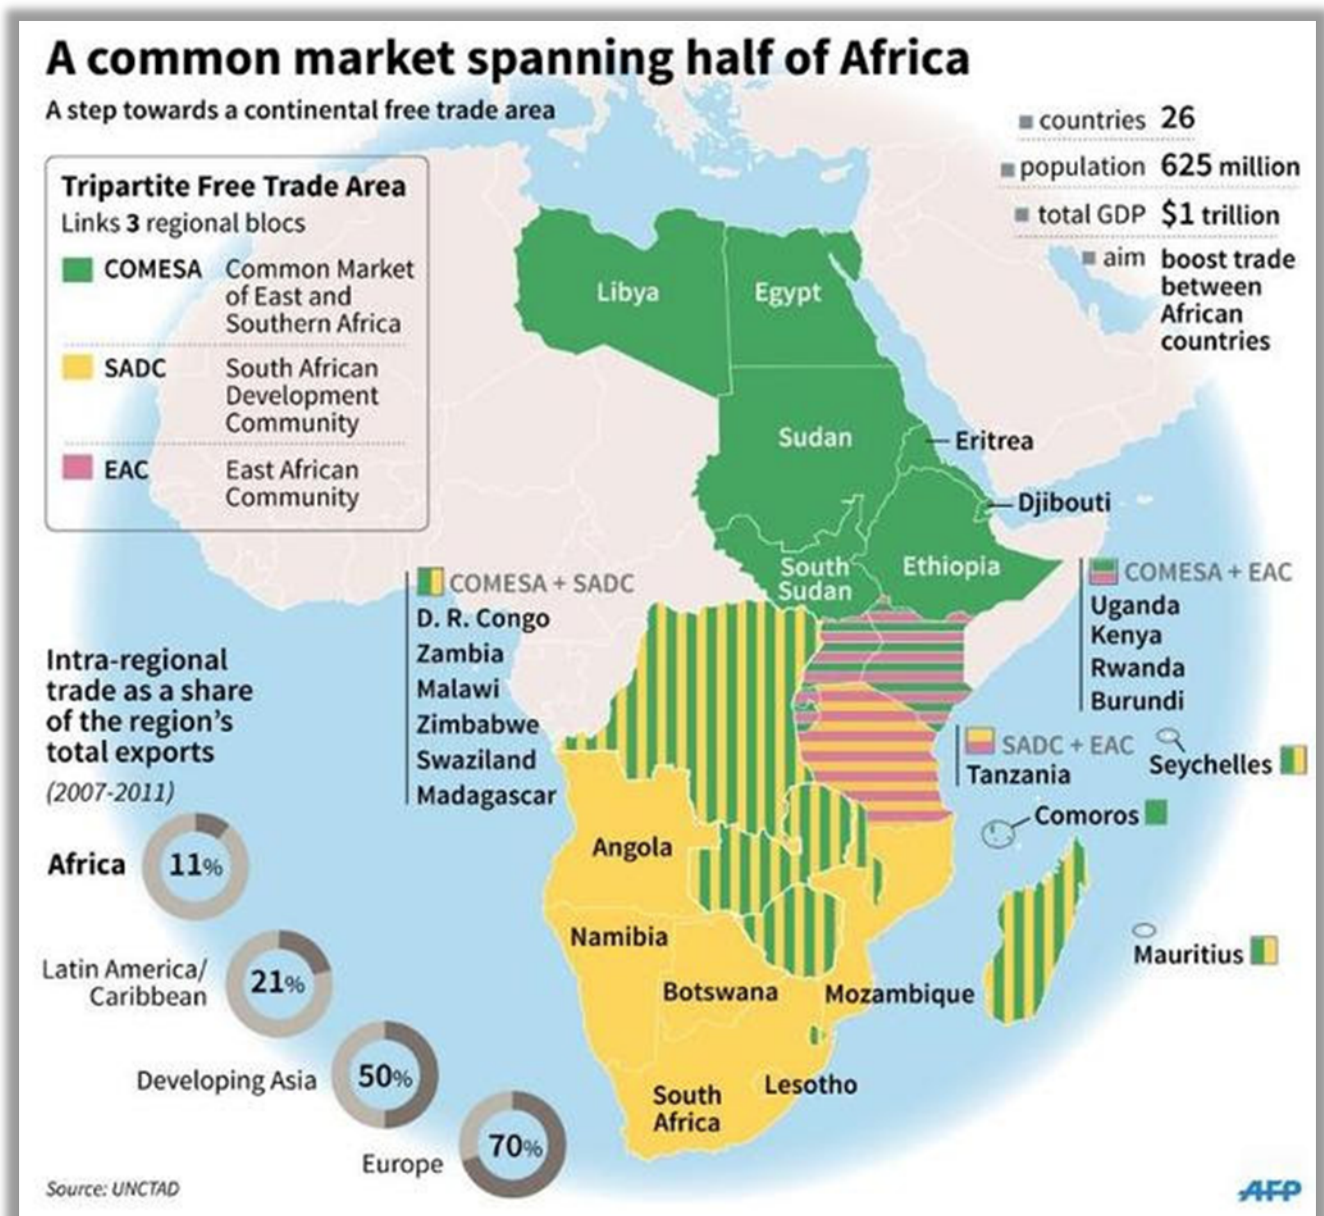 A common market spanning half of Africa
A step towards a continental free trade area
countries 26
population 625 million
total GDP $1 trillion
aim boost trade
between
African
countries
Tripartite Free Trade Area
Links 3 regional blocs
COMESA Common Market
of East and
Southern Africa
SADC South African
Development
Community
EAC East African
Community
Libya
Egypt
Sudan
Eritrea
Djibouti
South
Sudan
Ethiopia
COMESA + SADC
D. R. Congo
Zambia
Malawi
Zimbabwe
Swaziland
Madagascar
COMESA + EAC
Uganda
Kenya
Rwanda
Burundi
SADC + EAC
Tanzania
Seychelles
Comoros
Mauritius
Angola
Namibia
Botswana
Mozambique
South
Africa
Lesotho
Intra-regional
trade as a share
of the region's
total exports
(2007-2011)
Africa 11%
Latin America/
Caribbean
21%
Developing Asia 50%
Europe 70%
Source: UNCTAD
AFP